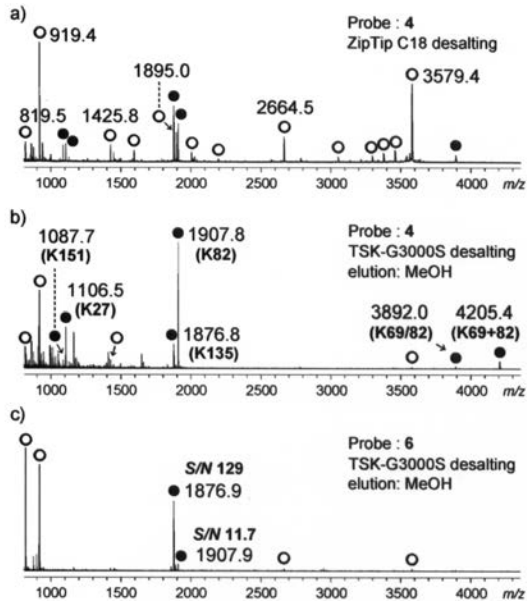 a)
919.4
Probe : 4
ZipTip C18 desalting
1895.0
3579.4
819.5
1425.8
2664.5
1000 1500 2000 2500 3000 3500 4000 m/z
b)
Probe : 4
TSK-G3000S desalting
elution: MeOH
1087.7
(K151)
1907.8
(K82)
1106.5
(K27)
1876.8
(K135)
3892.0 4205.4
(K69/82) (K69+82)
1000 1500 2000 2500 3000 3500 4000 m/z
c)
Probe : 6
TSK-G3000S desalting
elution: MeOH
S/N 129
1876.9
S/N 11.7
1907.9
1000 1500 2000 2500 3000 3500 4000 m/z